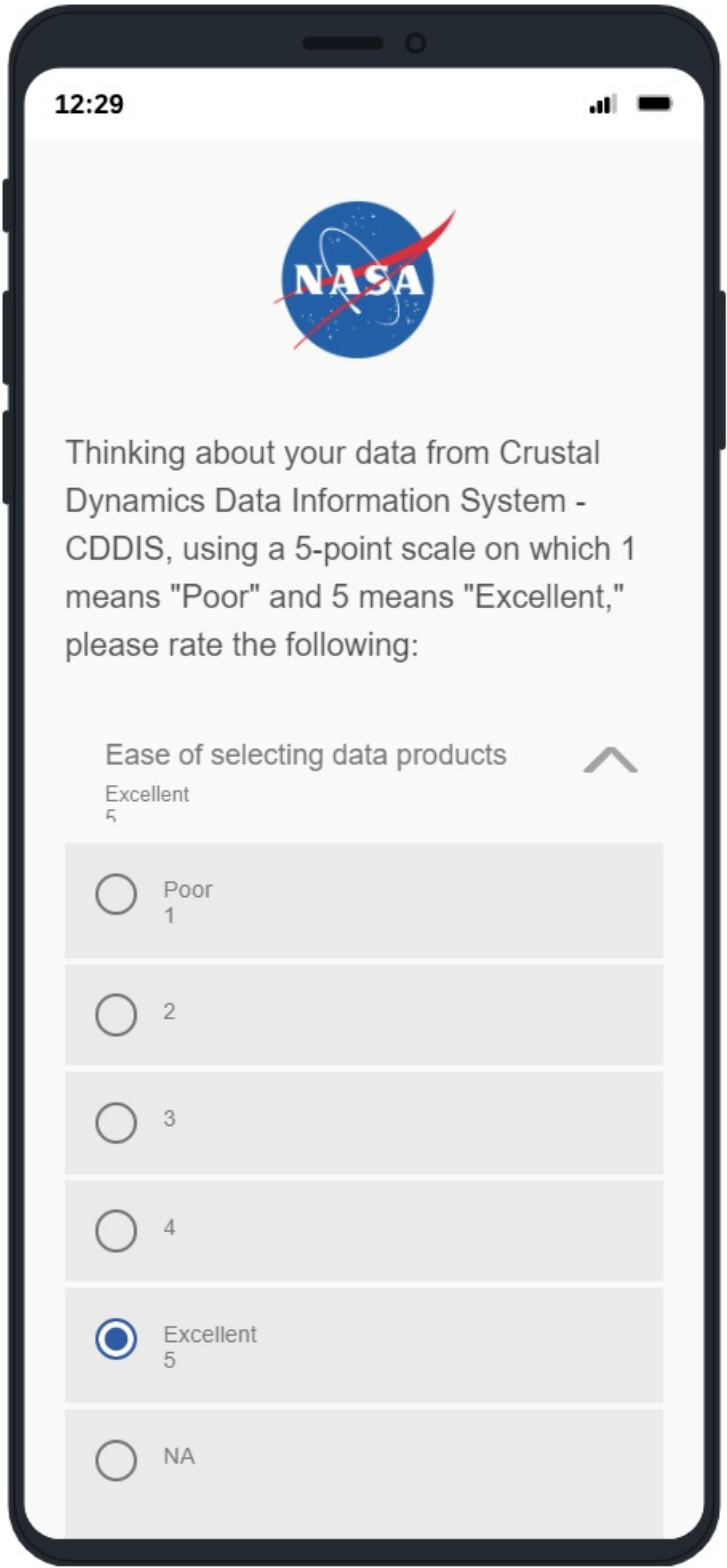 12:29
NASA
Thinking about your data from Crustal
Dynamics Data Information System -
CDDIS, using a 5-point scale on which 1
means "Poor" and 5 means "Excellent,"
please rate the following:
Ease of selecting data products
Excellent
5
Poor
1
2
3
4
Excellent
5
NA